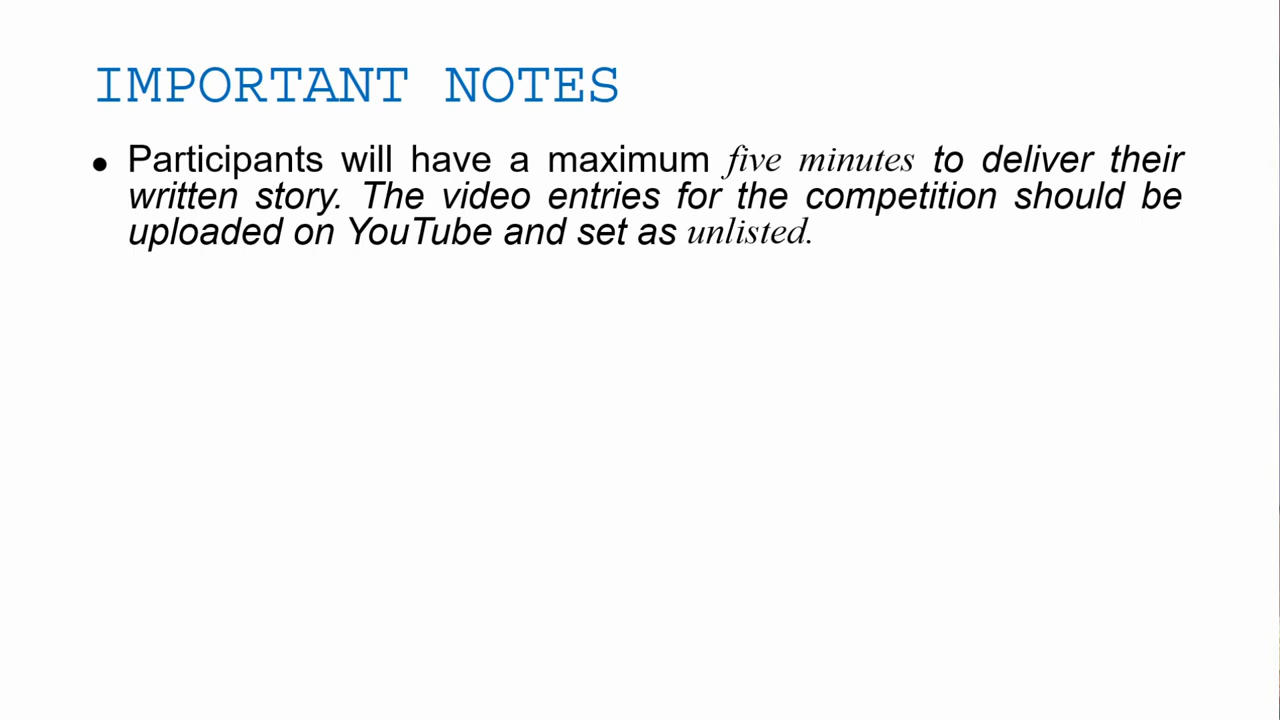 IMPORTANT NOTES
• Participants will have a maximum five minutes to deliver their
written story. The video entries for the competition should be
uploaded on YouTube and set as unlisted.